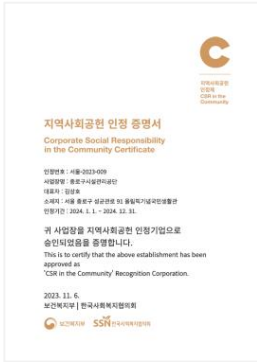 지역사회공헌
인정제
CSR in the
Community
지역사회공헌 인정 증명서
Corporate Social Responsibility
in the Community Certificate
인정번호 : 서울-2023-009
사업장명 : 종로구시설관리공단
대표자 : 김상호
소재지 : 서울 종로구 성균관로 91 올림픽기념국민생활관
인정기간 : 2024. 1. 1. ~ 2024. 12. 31.
귀 사업장을 지역사회공헌 인정기업으로
승인되었음을 증명합니다.
This is to certify that the above establishment has been
approved as
'CSR in the Community' Recognition Corporation.
2023. 11. 6.
보건복지부 | 한국사회복지협의회
보건복지부 SSN 한국사회복지협의회